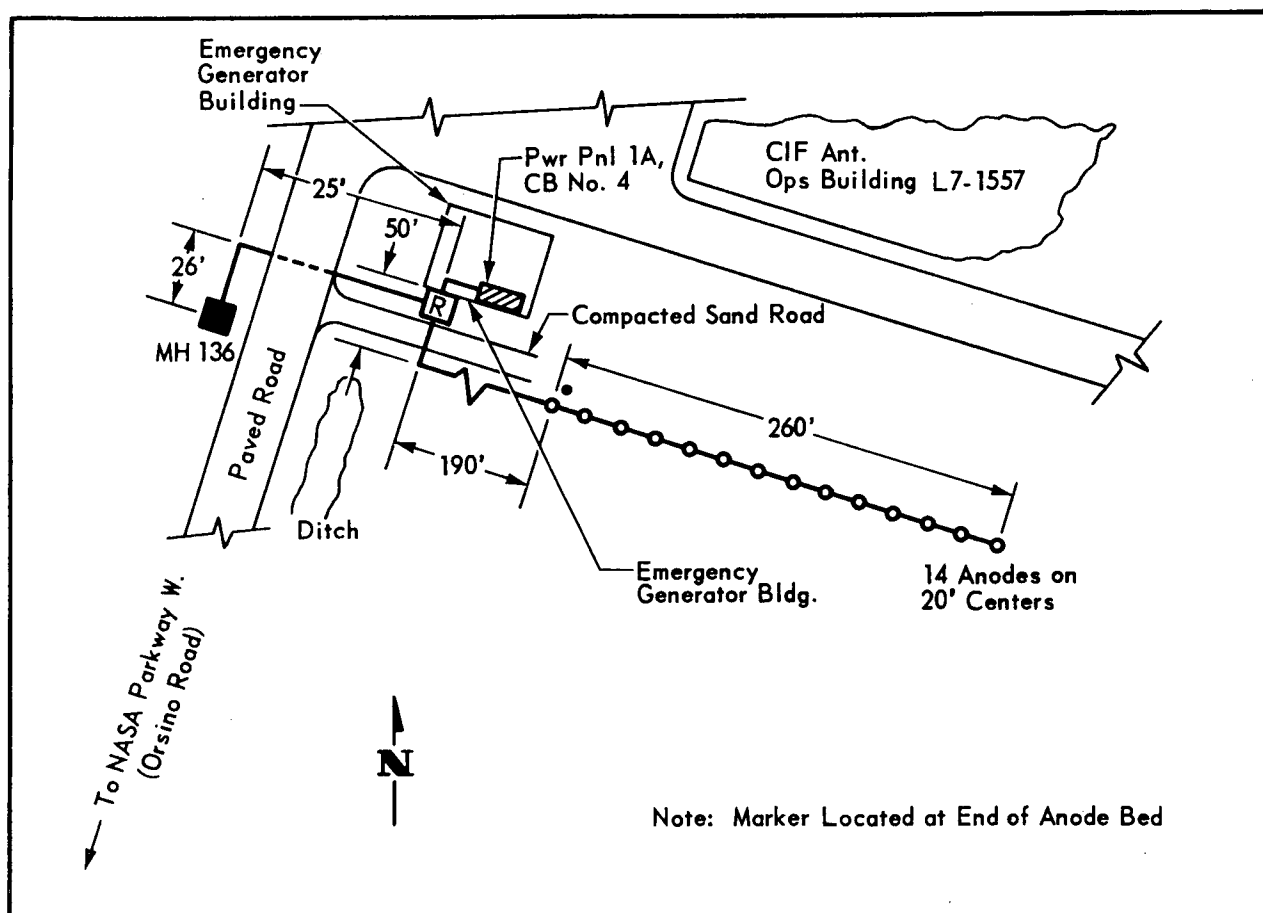 Emergency
Generator
Building
Pwr Pnl 1A,
CB No. 4
CIF Ant.
Ops Building L7-1557
25'
50'
26'
R
MH 136
Compacted Sand Road
Paved Road
260'
190'
Ditch
Emergency
Generator Bldg.
14 Anodes on
20' Centers
To NASA Parkway W.
(Orsino Road)
N
Note: Marker Located at End of Anode Bed